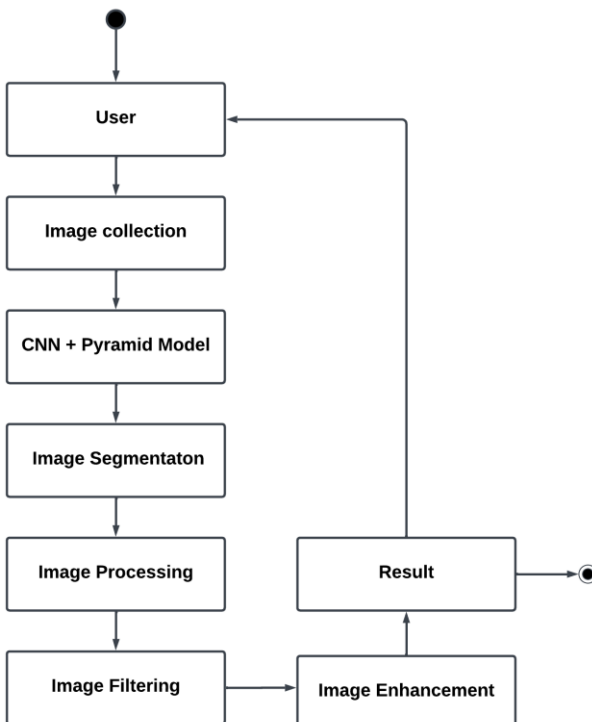 User
Image collection
CNN + Pyramid Model
Image Segmentaton
Image Processing
Image Filtering
Image Enhancement
Result